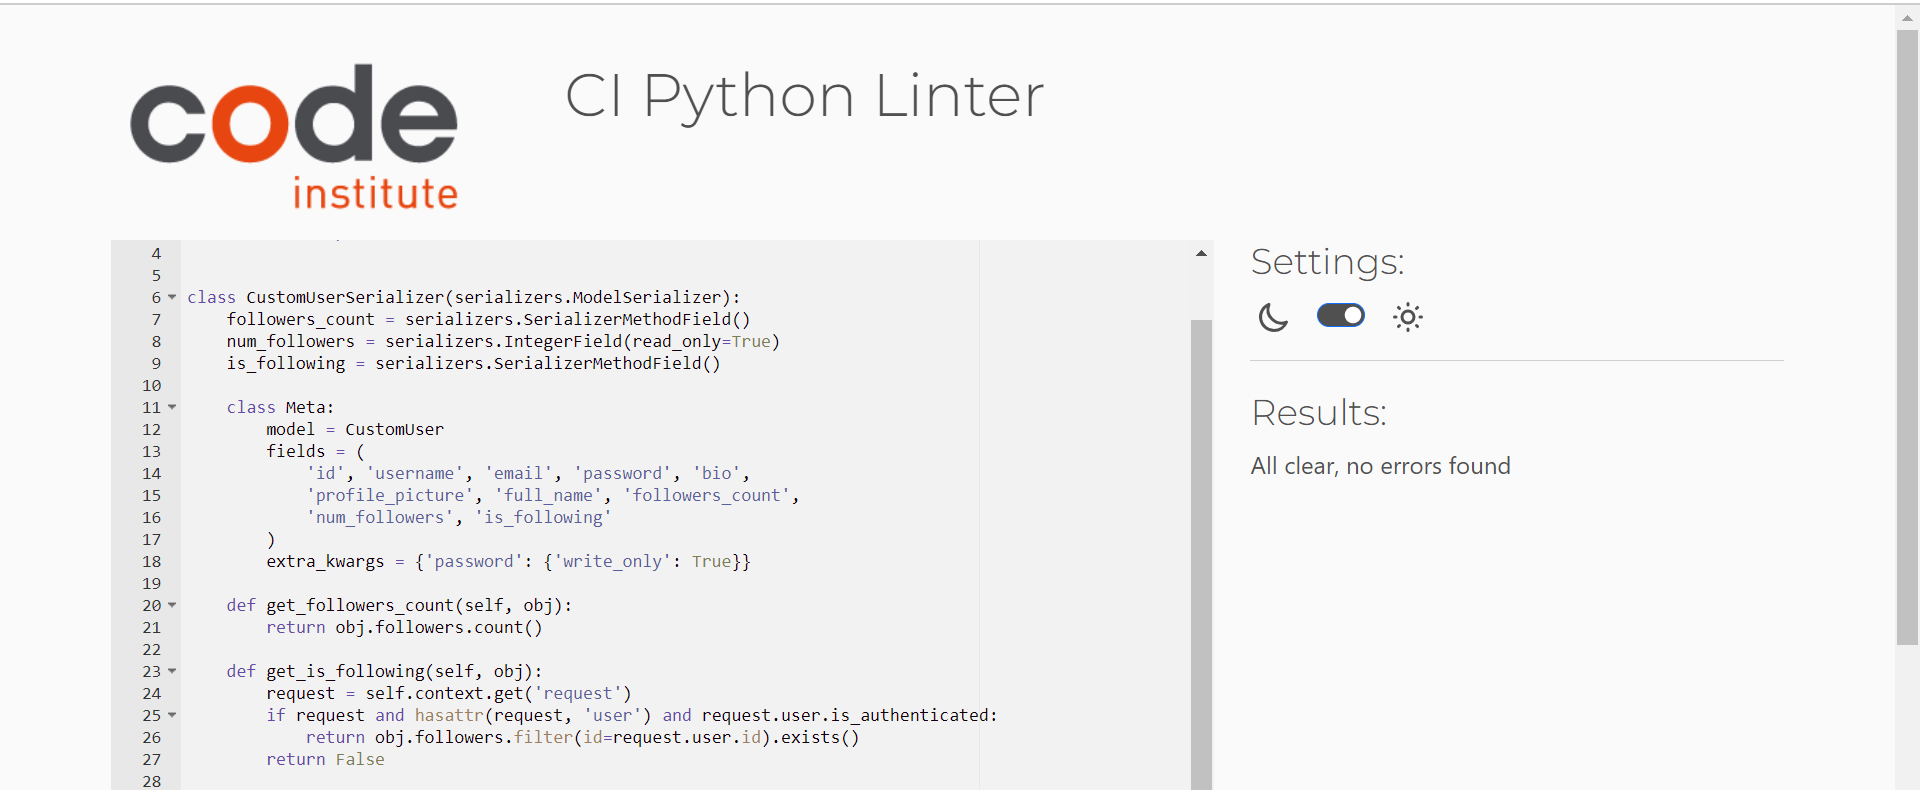 code
institute
CI Python Linter
4
5
6 class CustomUserSerializer(serializers.ModelSerializer):
7     followers_count = serializers.SerializerMethodField()
8     num_followers = serializers.IntegerField(read_only=True)
9     is_following = serializers.SerializerMethodField()
10
11     class Meta:
12         model = CustomUser
13         fields = (
14             'id', 'username', 'email', 'password', 'bio',
15             'profile_picture', 'full_name', 'followers_count',
16             'num_followers', 'is_following'
17         )
18         extra_kwargs = {'password': {'write_only': True}}
19
20     def get_followers_count(self, obj):
21         return obj.followers.count()
22
23     def get_is_following(self, obj):
24         request = self.context.get('request')
25         if request and hasattr(request, 'user') and request.user.is_authenticated:
26             return obj.followers.filter(id=request.user.id).exists()
27         return False
28
Settings:
Results:
All clear, no errors found